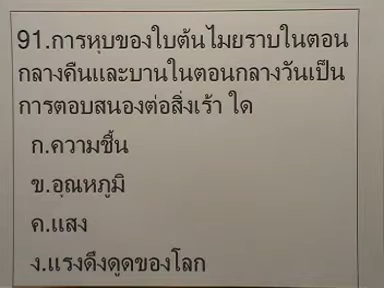 91.การหุบของใบต้นไมยราบในตอน
กลางคืนและบานในตอนกลางวันเป็น
การตอบสนองต่อสิ่งเร้า ใด
ก.ความชื้น
ข.อุณหภูมิ
ค.แสง
ง.แรงดึงดูดของโลก